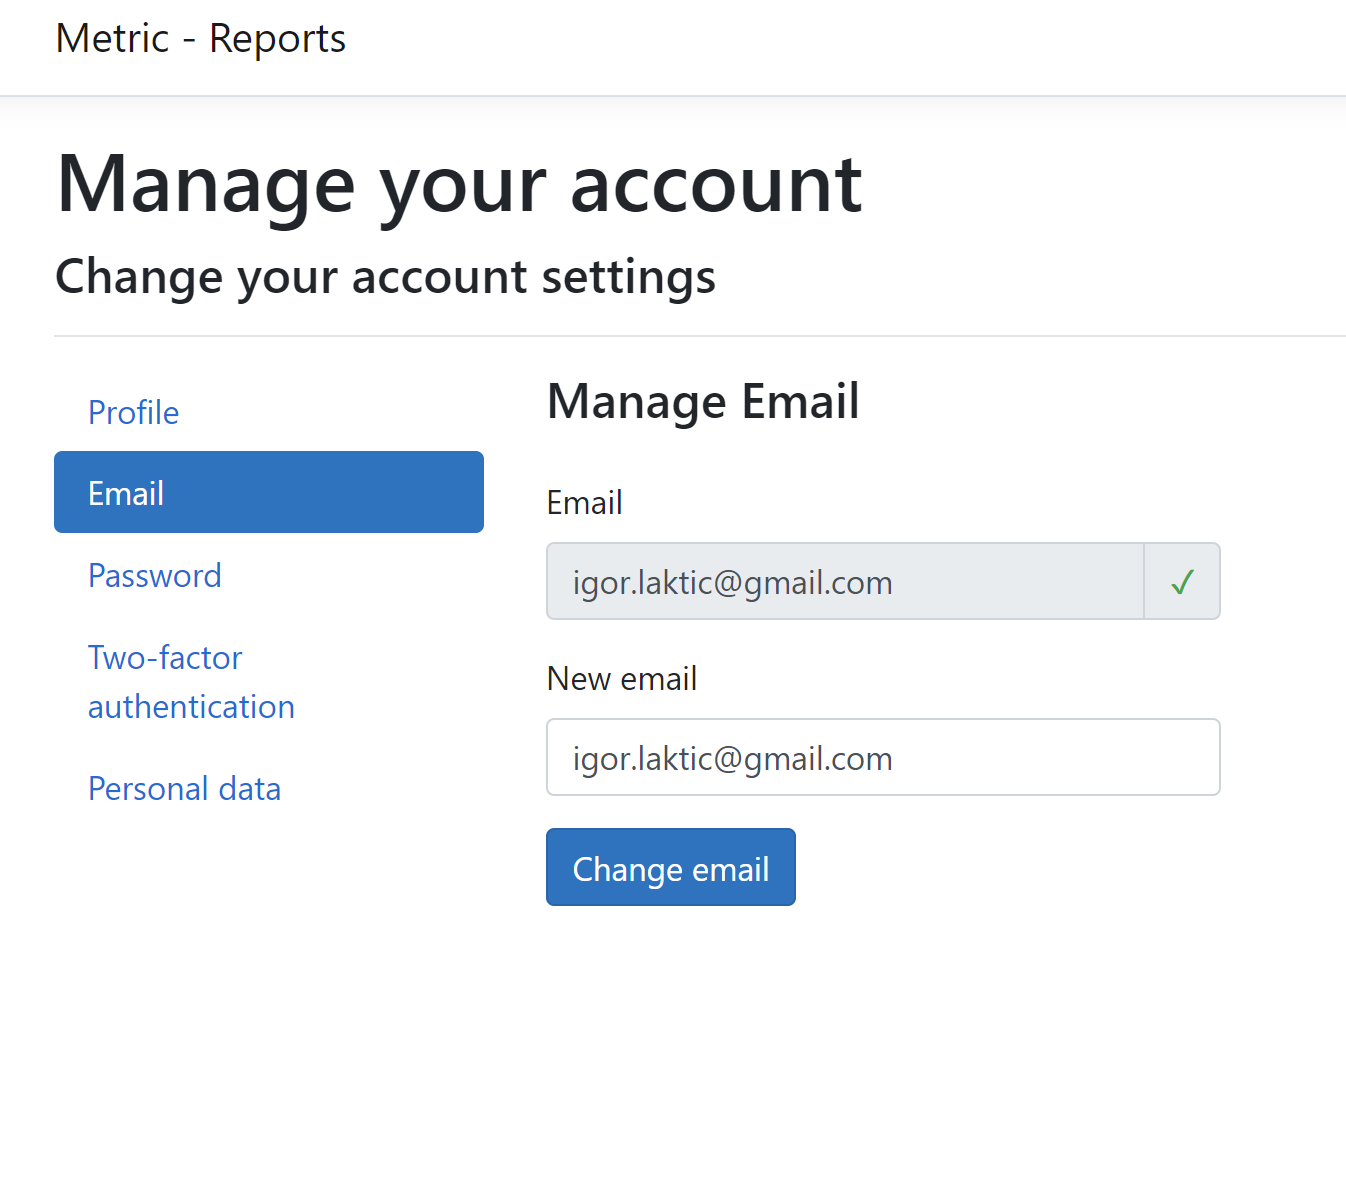 Metric - Reports
Manage your account
Change your account settings
Profile
Email
Password
Two-factor
authentication
Personal data
Manage Email
Email
igor.laktic@gmail.com ✓
New email
igor.laktic@gmail.com
Change email